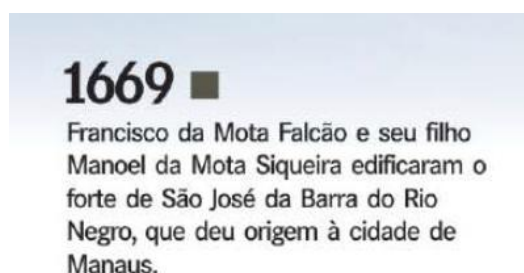 1669
Francisco da Mota Falcão e seu filho
Manoel da Mota Siqueira edificaram o
forte de São José da Barra do Rio
Negro, que deu origem à cidade de
Manaus.